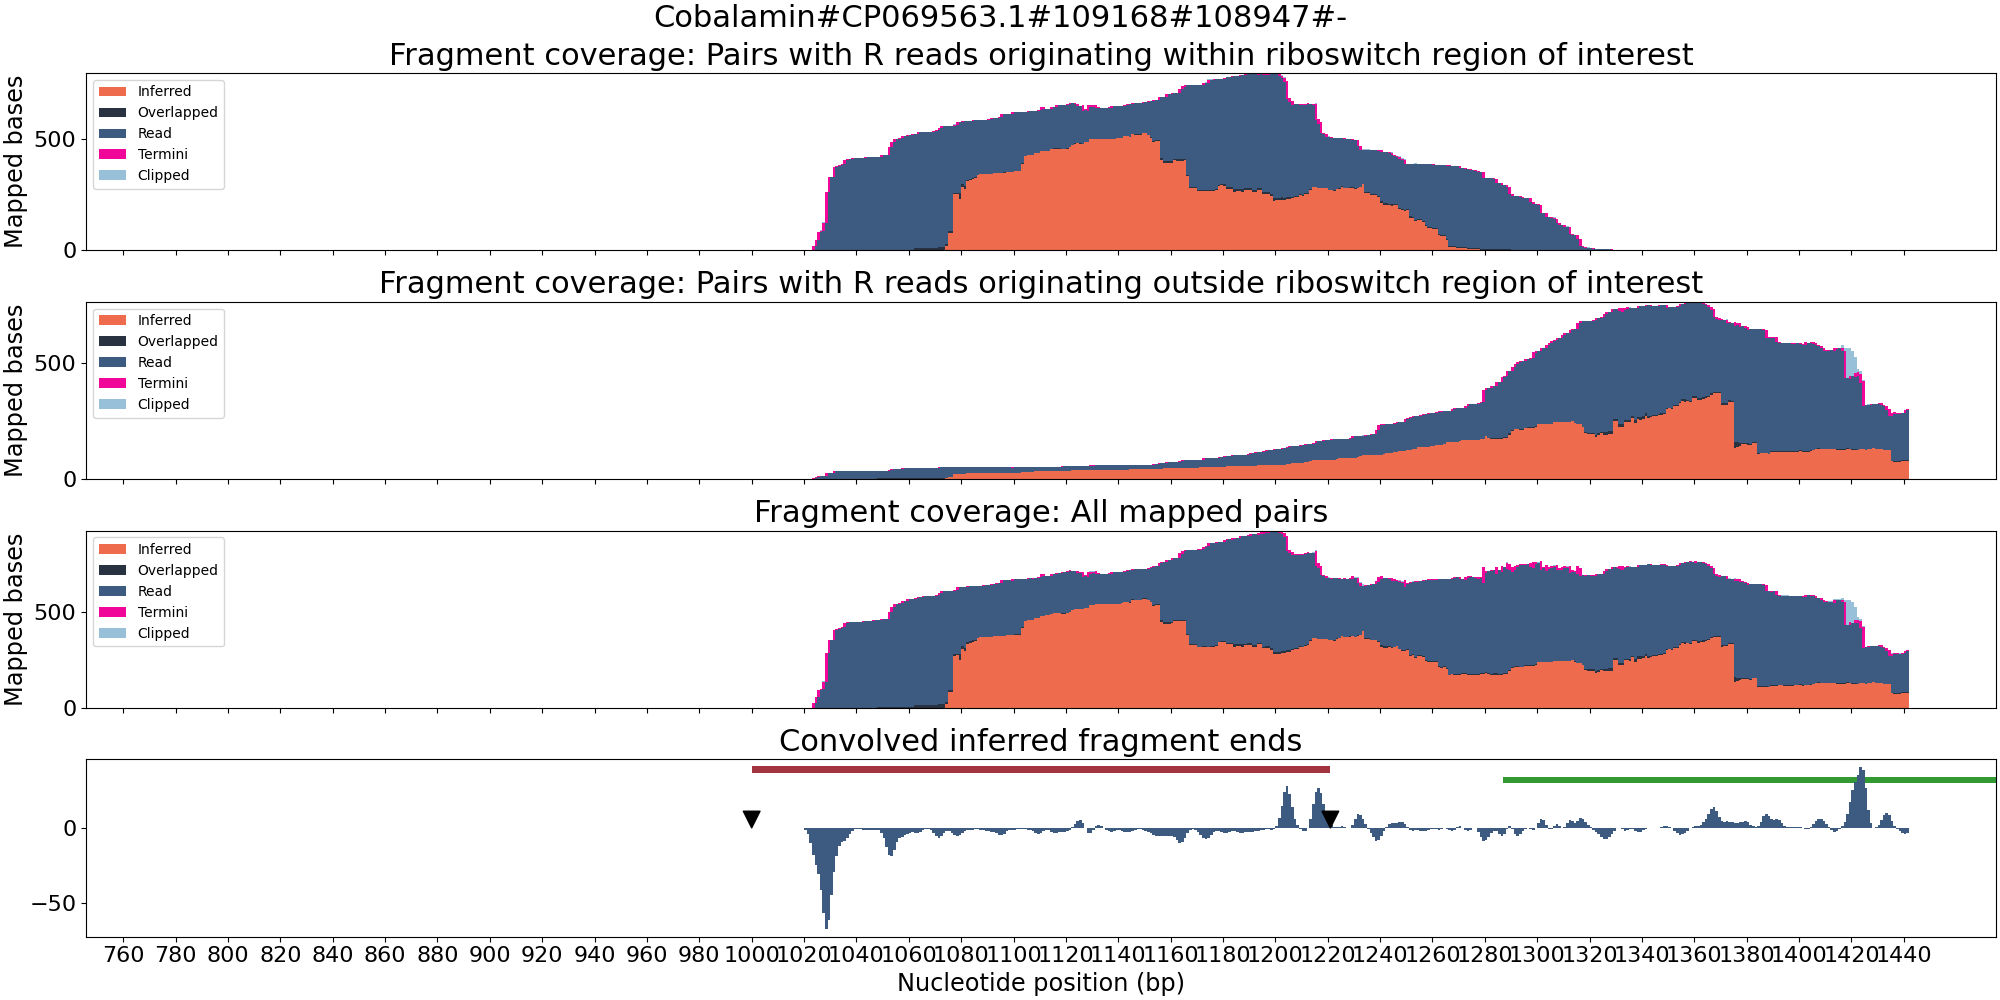 Cobalamin#CP069563.1#109168#108947#-
Fragment coverage: Pairs with R reads originating within riboswitch region of interest
Mapped bases
500
0
Inferred
Overlapped
Read
Termini
Clipped
Fragment coverage: Pairs with R reads originating outside riboswitch region of interest
Mapped bases
500
0
Inferred
Overlapped
Read
Termini
Clipped
Fragment coverage: All mapped pairs
Mapped bases
500
0
Inferred
Overlapped
Read
Termini
Clipped
Convolved inferred fragment ends
0
−50
760 780 800 820 840 860 880 900 920 940 960 980 1000 1020 1040 1060 1080 1100 1120 1140 1160 1180 1200 1220 1240 1260 1280 1300 1320 1340 1360 1380 1400 1420 1440
Nucleotide position (bp)